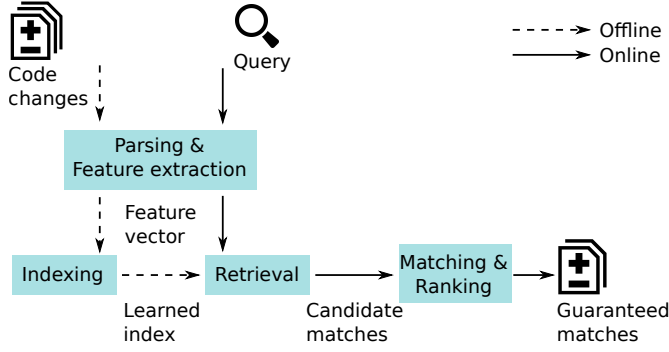 Offline
Online
Code
changes
Query
Parsing &
Feature extraction
Feature
vector
Indexing
Retrieval
Matching &
Ranking
Learned
index
Candidate
matches
Guaranteed
matches